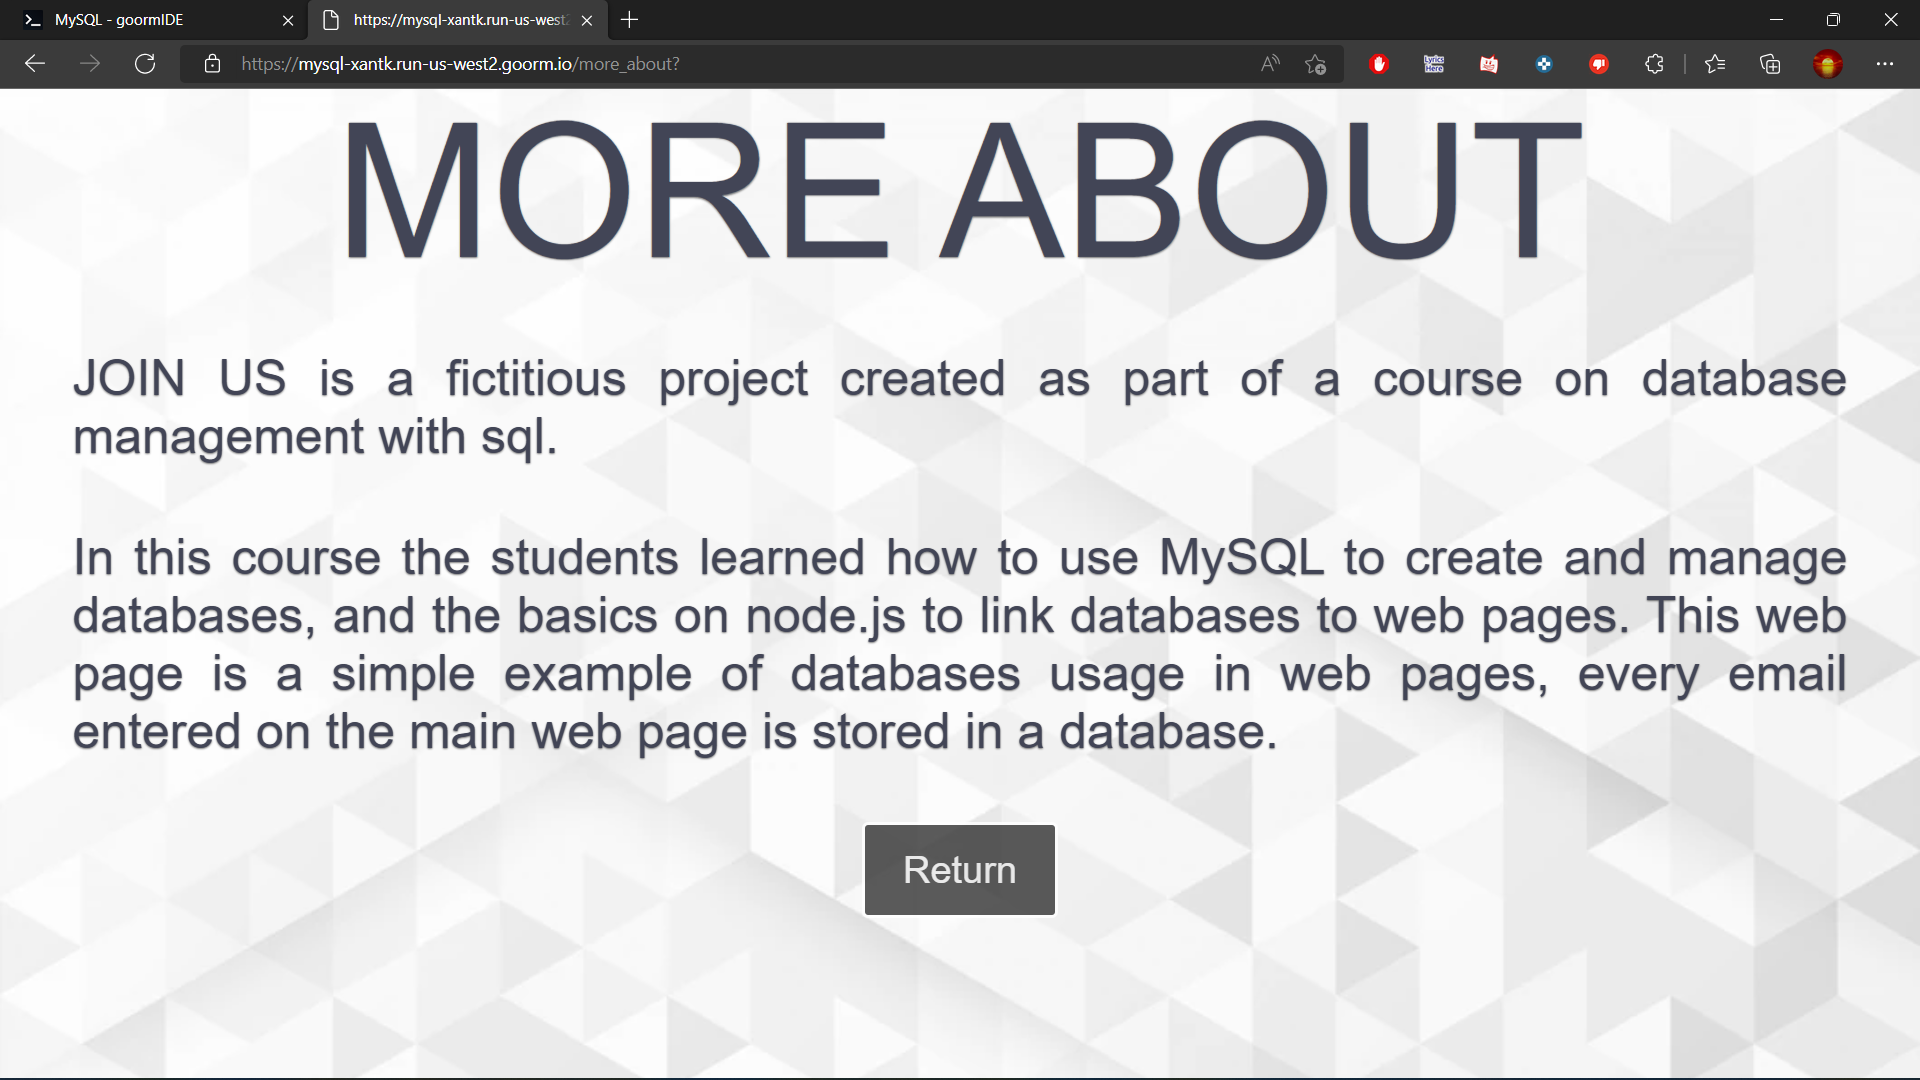 MySQL - goormIDE
https://mysql-xantk.run-us-west2
https://mysql-xantk.run-us-west2.goorm.io/more_about?
Lyrics Here
MORE ABOUT
JOIN US is a fictitious project created as part of a course on database
management with sql.
In this course the students learned how to use MySQL to create and manage
databases, and the basics on node.js to link databases to web pages. This web
page is a simple example of databases usage in web pages, every email
entered on the main web page is stored in a database.
Return